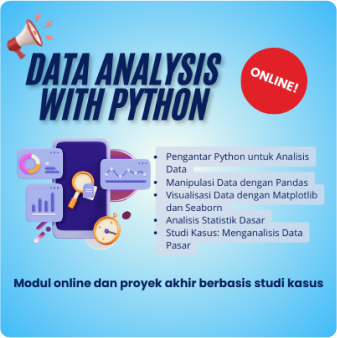 DATA ANALYSIS
WITH PYTHON
ONLINE!
• Pengantar Python untuk Analisis
Data
• Manipulasi Data dengan Pandas
• Visualisasi Data dengan Matplotlib
dan Seaborn
• Analisis Statistik Dasar
• Studi Kasus: Menganalisis Data
Pasar
Modul online dan proyek akhir berbasis studi kasus